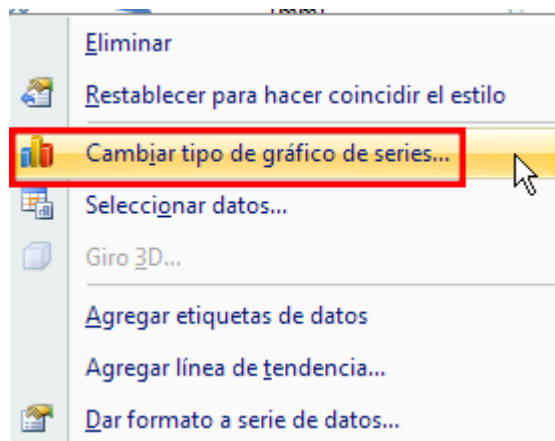 Eliminar
Restablecer para hacer coincidir el estilo
Cambiar tipo de gráfico de series...
Seleccionar datos...
Giro 3D...
Agregar etiquetas de datos
Agregar línea de tendencia...
Dar formato a serie de datos...